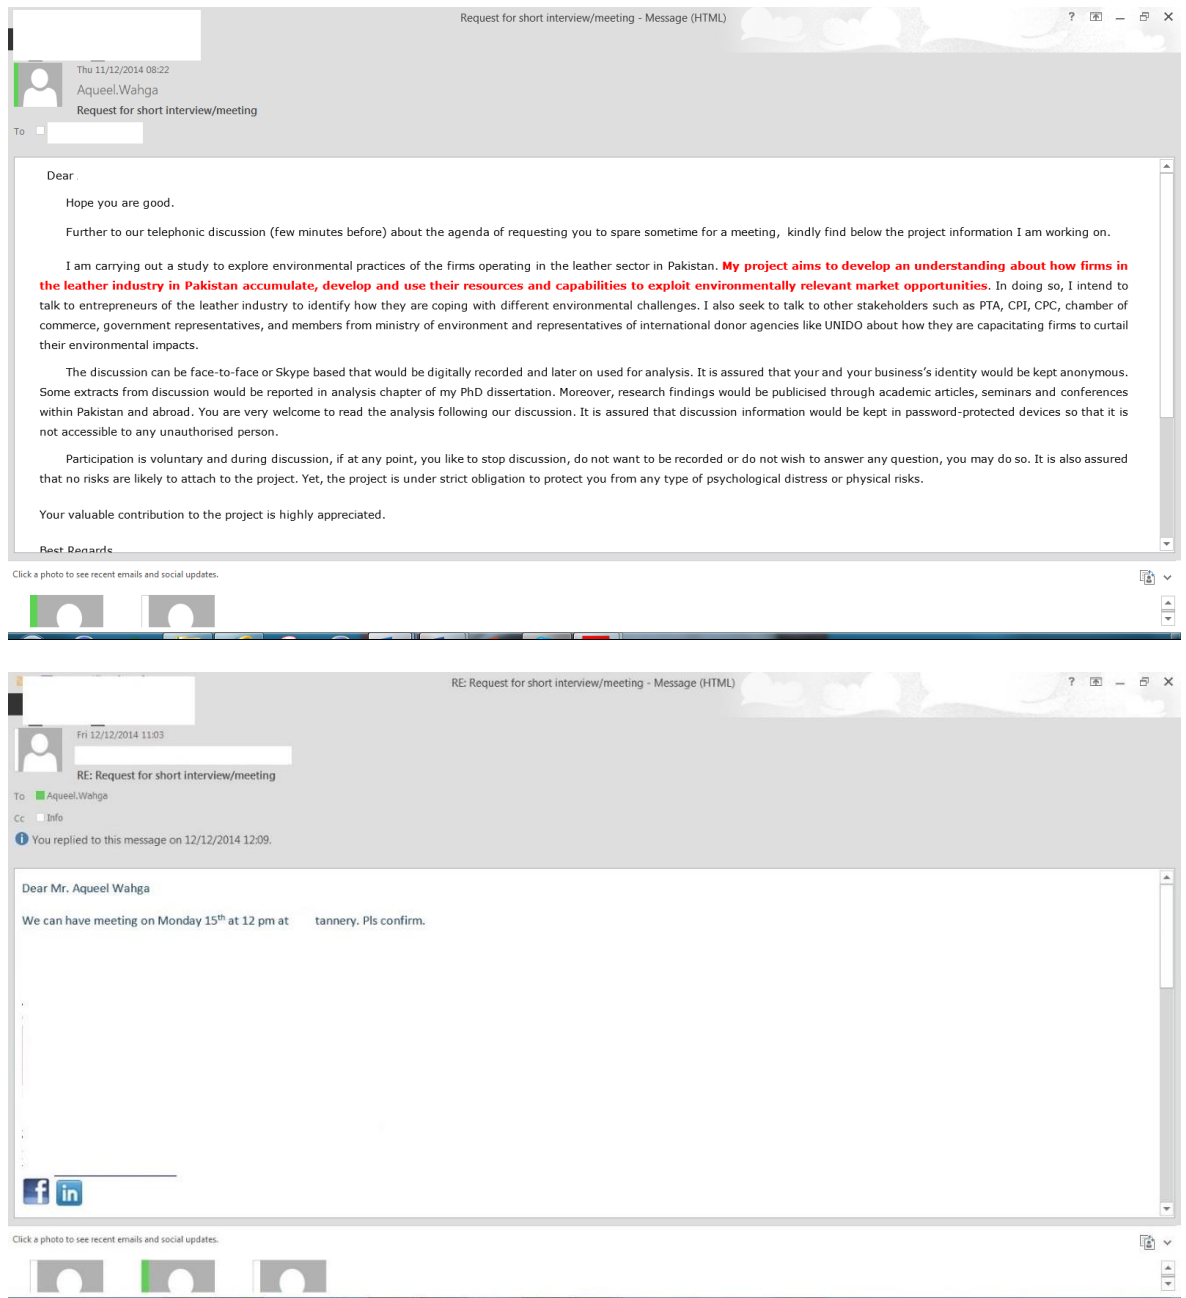 Request for short interview/meeting - Message (HTML)
?
Thu 11/12/2014 08:22
Aqueel.Wahga
Request for short interview/meeting
To
Dear
Hope you are good.
Further to our telephonic discussion (few minutes before) about the agenda of requesting you to spare sometime for a meeting, kindly find below the project information I am working on.
I am carrying out a study to explore environmental practices of the firms operating in the leather sector in Pakistan. My project aims to develop an understanding about how firms in
the leather industry in Pakistan accumulate, develop and use their resources and capabilities to exploit environmentally relevant market opportunities. In doing so, I intend to
talk to entrepreneurs of the leather industry to identify how they are coping with different environmental challenges. I also seek to talk to other stakeholders such as PTA, CPI, CPC, chamber of
commerce, government representatives, and members from ministry of environment and representatives of international donor agencies like UNIDO about how they are capacitating firms to curtail
their environmental impacts.
The discussion can be face-to-face or Skype based that would be digitally recorded and later on used for analysis. It is assured that your and your business's identity would be kept anonymous.
Some extracts from discussion would be reported in analysis chapter of my PhD dissertation. Moreover, research findings would be publicised through academic articles, seminars and conferences
within Pakistan and abroad. You are very welcome to read the analysis following our discussion. It is assured that discussion information would be kept in password-protected devices so that it is
not accessible to any unauthorised person.
Participation is voluntary and during discussion, if at any point, you like to stop discussion, do not want to be recorded or do not wish to answer any question, you may do so. It is also assured
that no risks are likely to attach to the project. Yet, the project is under strict obligation to protect you from any type of psychological distress or physical risks.
Your valuable contribution to the project is highly appreciated.
Best Regards
Click a photo to see recent emails and social updates.
RE: Request for short interview/meeting - Message (HTML)
?
Fri 12/12/2014 11:03
RE: Request for short interview/meeting
To Aqueel.Wahga
Cc Info
You replied to this message on 12/12/2014 12:09.
Dear Mr. Aqueel Wahga
We can have meeting on Monday 15th at 12 pm at tannery. Pls confirm.
f in
Click a photo to see recent emails and social updates.